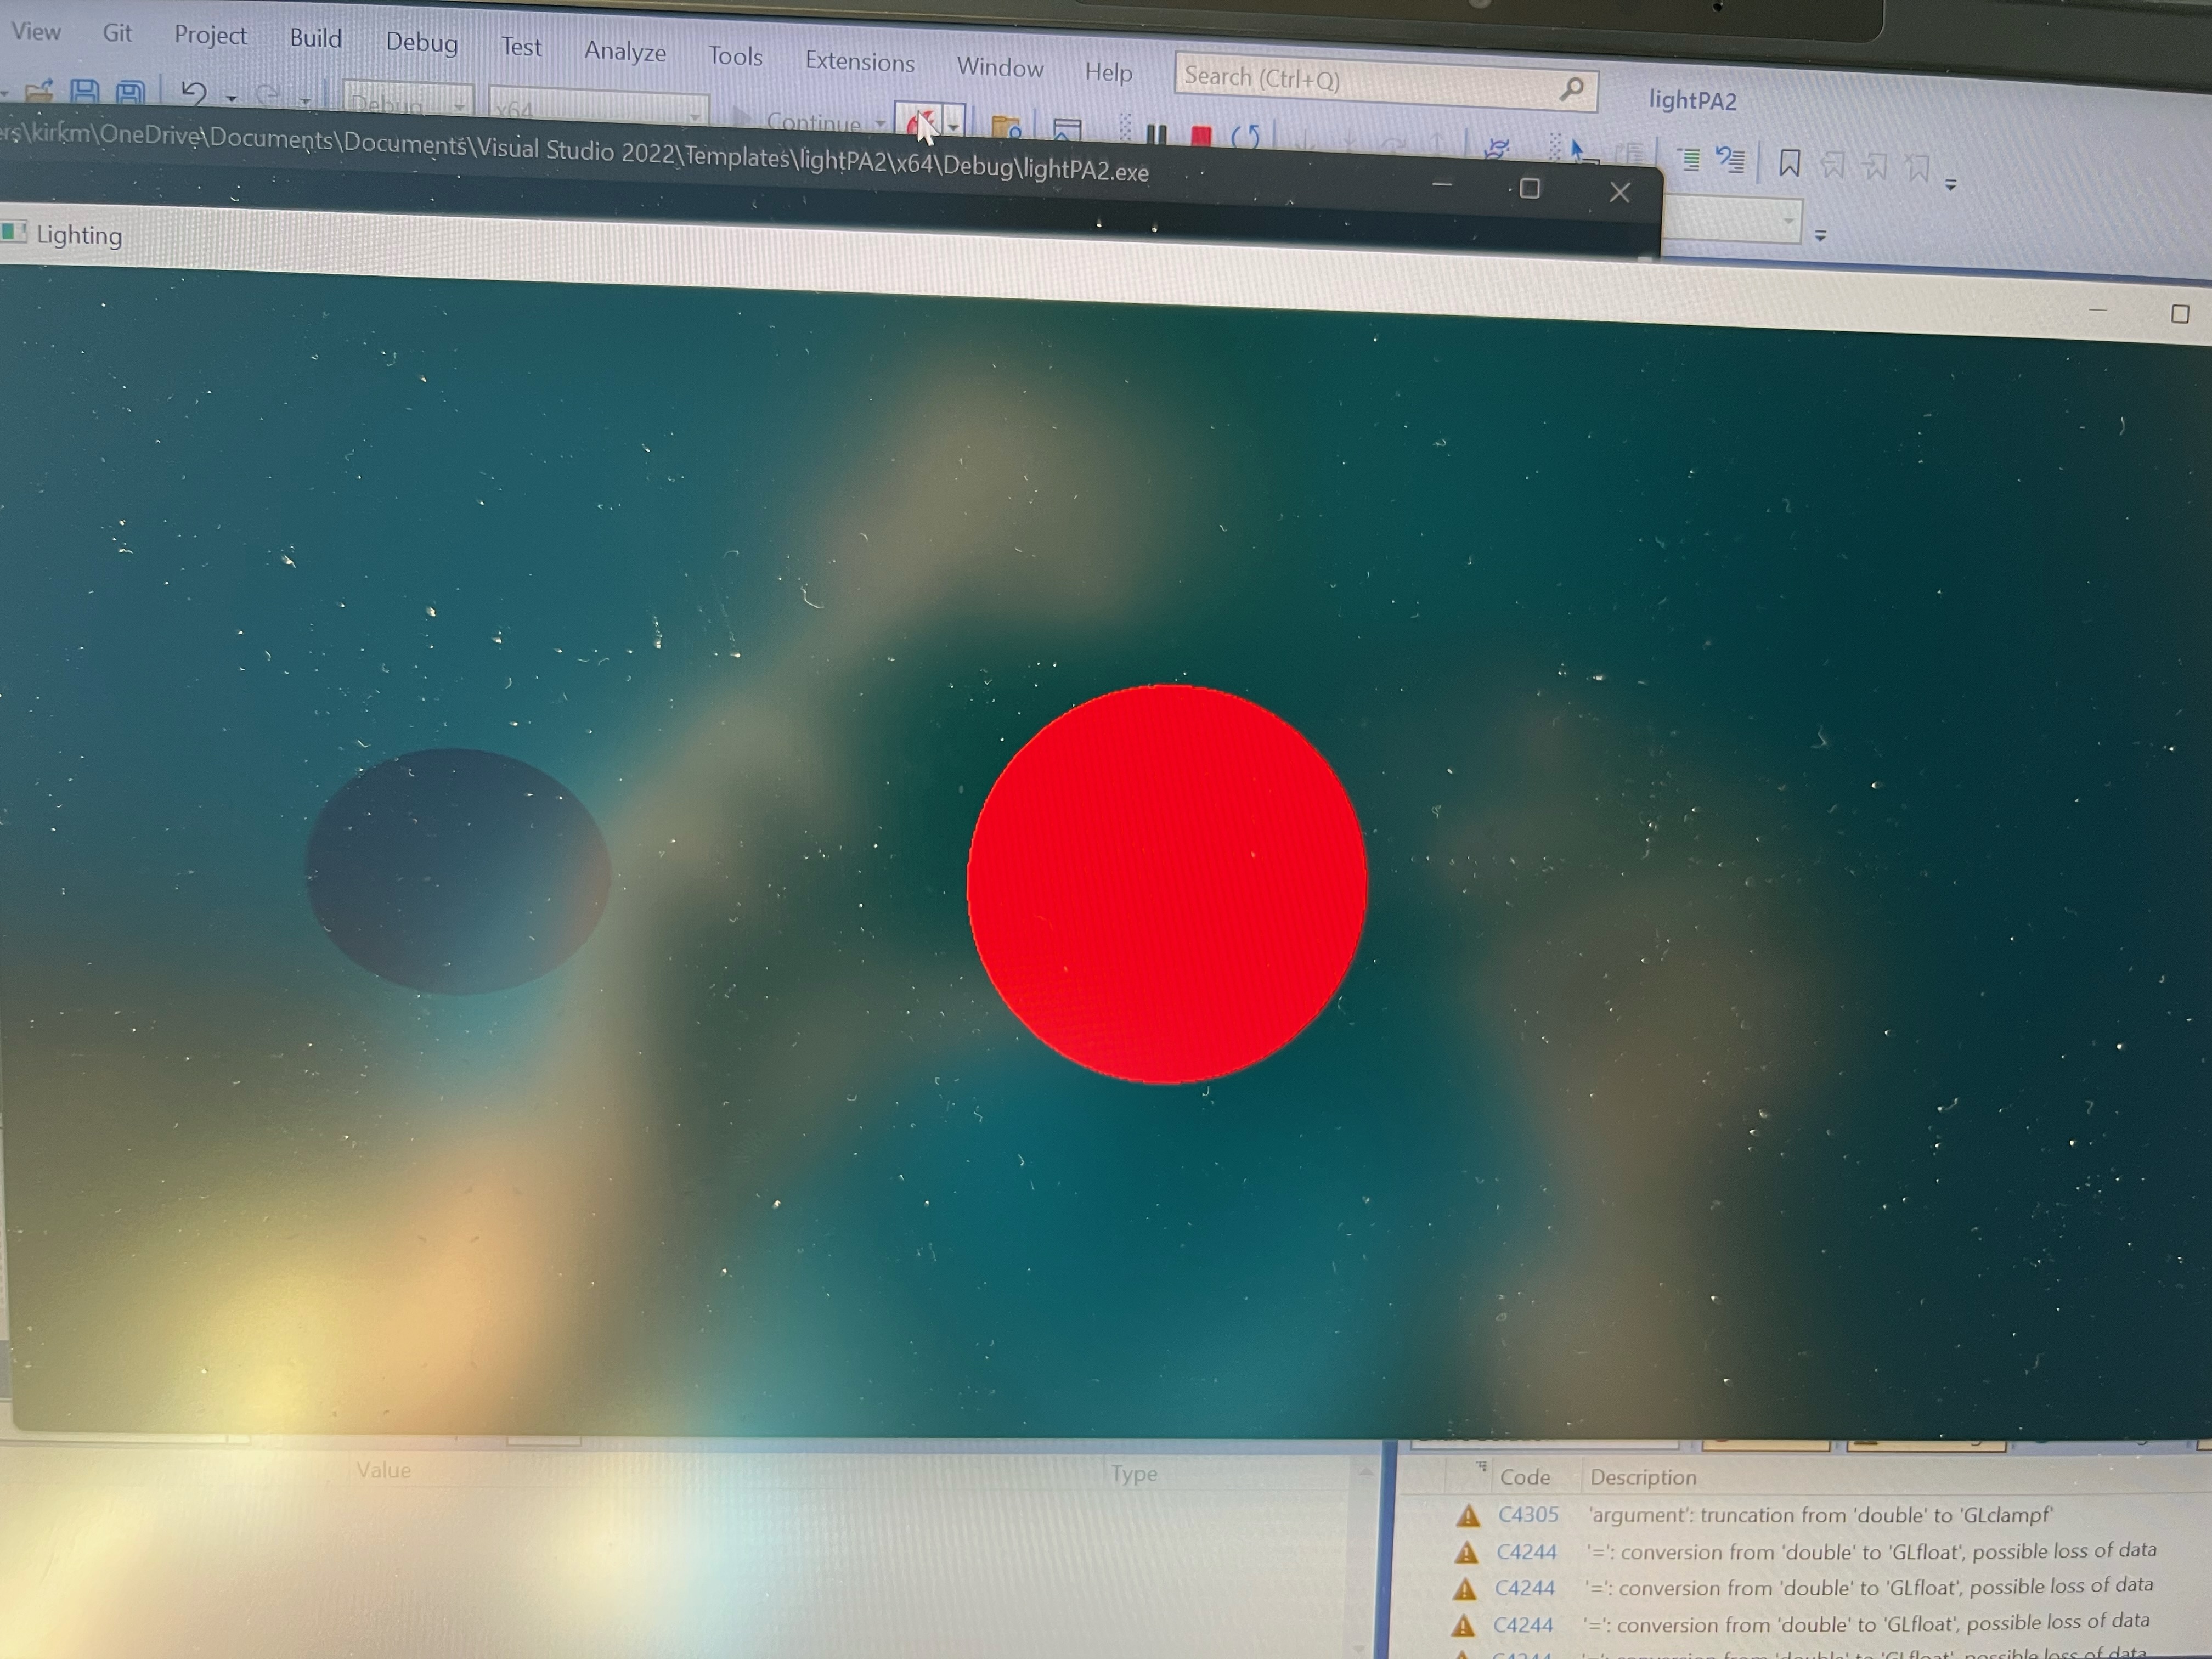 View Git Project Build Debug Test Analyze Tools Extensions Window Help Search (Ctrl+Q) lightPA2
Debug x64 Continue
rs\kirkm\OneDrive\Documents\Documents\Visual Studio 2022\Templates\lightPA2\x64\Debug\lightPA2.exe
Lighting
Value Type
Code Description
C4305 'argument': truncation from 'double' to 'GLclampf'
C4244 '=': conversion from 'double' to 'GLfloat', possible loss of data
C4244 '=': conversion from 'double' to 'GLfloat', possible loss of data
C4244 '=': conversion from 'double' to 'GLfloat', possible loss of data